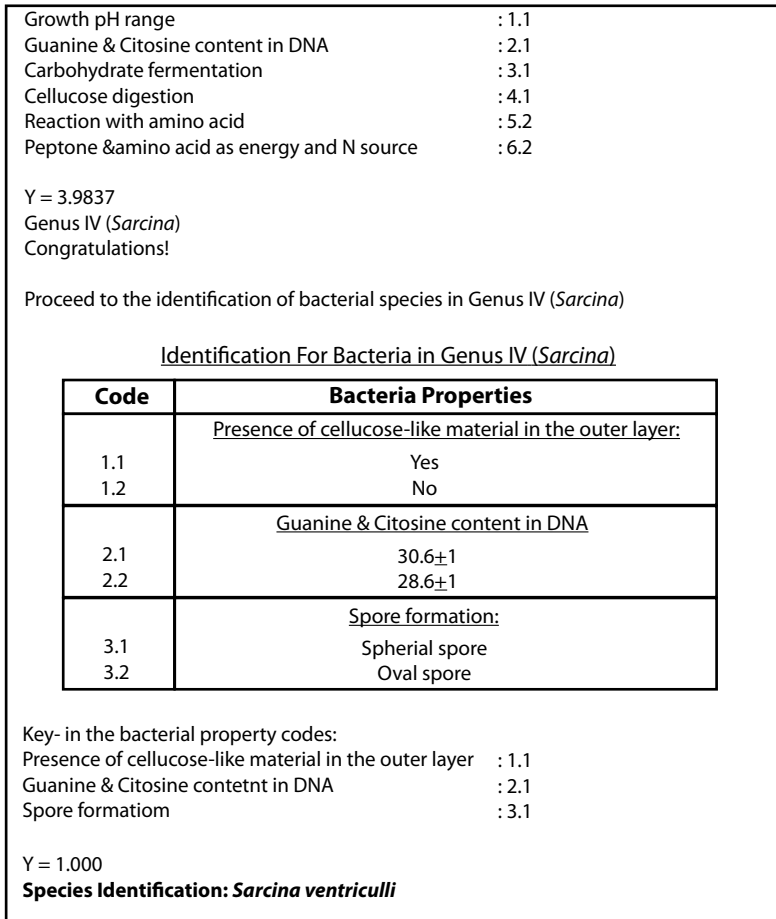 Growth pH range : 1.1
Guanine & Citosine content in DNA : 2.1
Carbohydrate fermentation : 3.1
Cellucose digestion : 4.1
Reaction with amino acid : 5.2
Peptone &amino acid as energy and N source : 6.2
Y = 3.9837
Genus IV (Sarcina)
Congratulations!
Proceed to the identification of bacterial species in Genus IV (Sarcina)
Identification For Bacteria in Genus IV (Sarcina)
Code Bacteria Properties
Presence of cellucose-like material in the outer layer:
1.1 Yes
1.2 No
Guanine & Citosine content in DNA
2.1 30.6±1
2.2 28.6±1
Spore formation:
3.1 Spherial spore
3.2 Oval spore
Key- in the bacterial property codes:
Presence of cellucose-like material in the outer layer : 1.1
Guanine & Citosine contetnt in DNA : 2.1
Spore formatiom : 3.1
Y = 1.000
Species Identification: Sarcina ventriculli